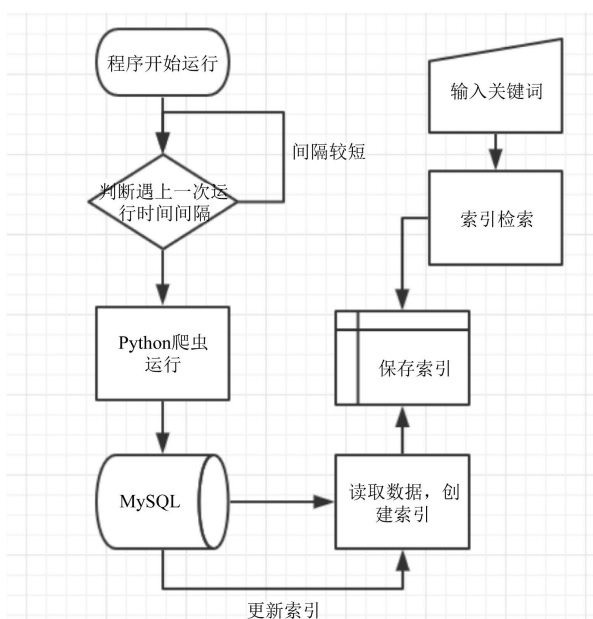 程序开始运行
输入关键词
间隔较短
判断遇上一次运
行时间间隔
索引检索
Python爬虫
运行
保存索引
MySQL
读取数据，创
建索引
更新索引